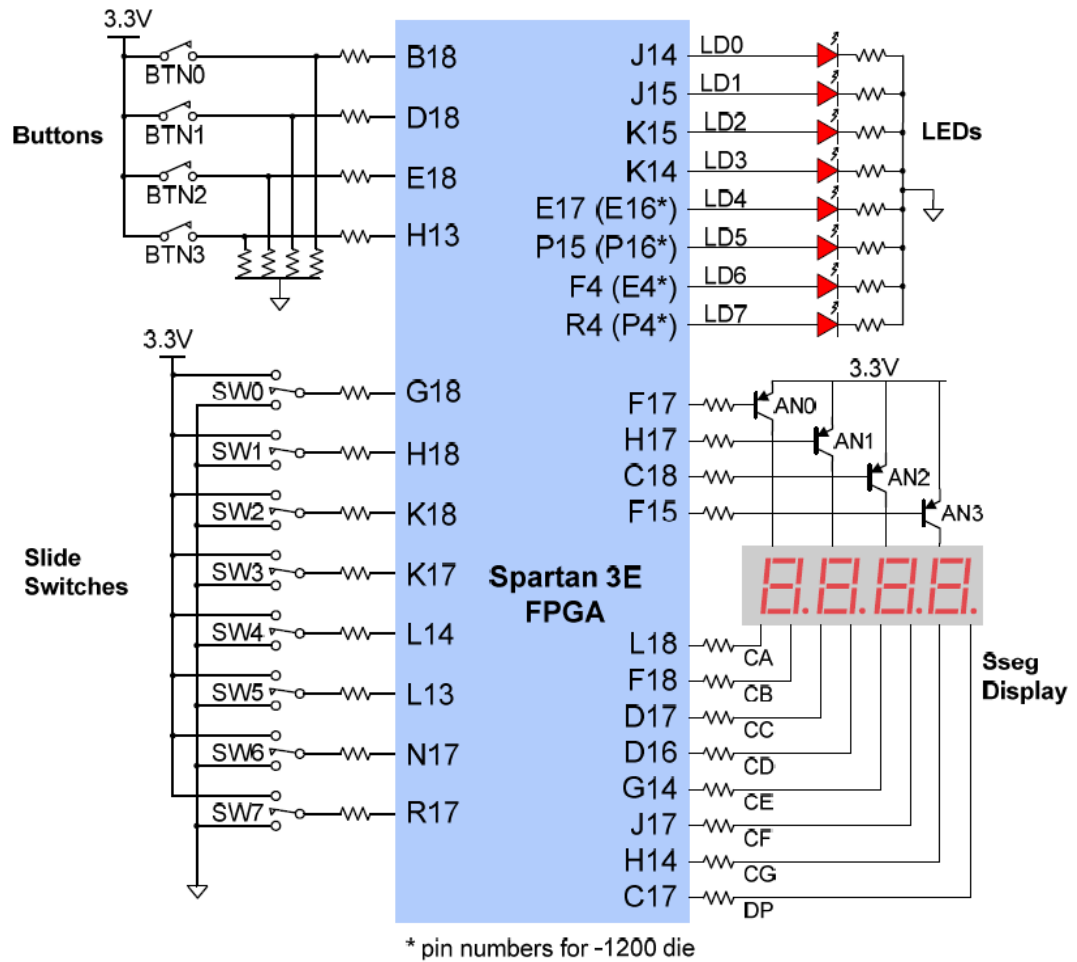 3.3V
BTN0
BTN1
BTN2
BTN3
Buttons
B18
D18
E18
H13
3.3V
SW0
SW1
SW2
SW3
SW4
SW5
SW6
SW7
Slide
Switches
G18
H18
K18
K17
L14
L13
N17
R17
Spartan 3E
FPGA
J14
J15
K15
K14
E17 (E16*)
P15 (P16*)
F4 (E4*)
R4 (P4*)
LD0
LD1
LD2
LD3
LD4
LD5
LD6
LD7
LEDs
3.3V
F17
H17
C18
F15
AN0
AN1
AN2
AN3
8.8.8.8.
L18
F18
D17
D16
G14
J17
H14
C17
CA
CB
CC
CD
CE
CF
CG
DP
Sseg
Display
* pin numbers for -1200 die